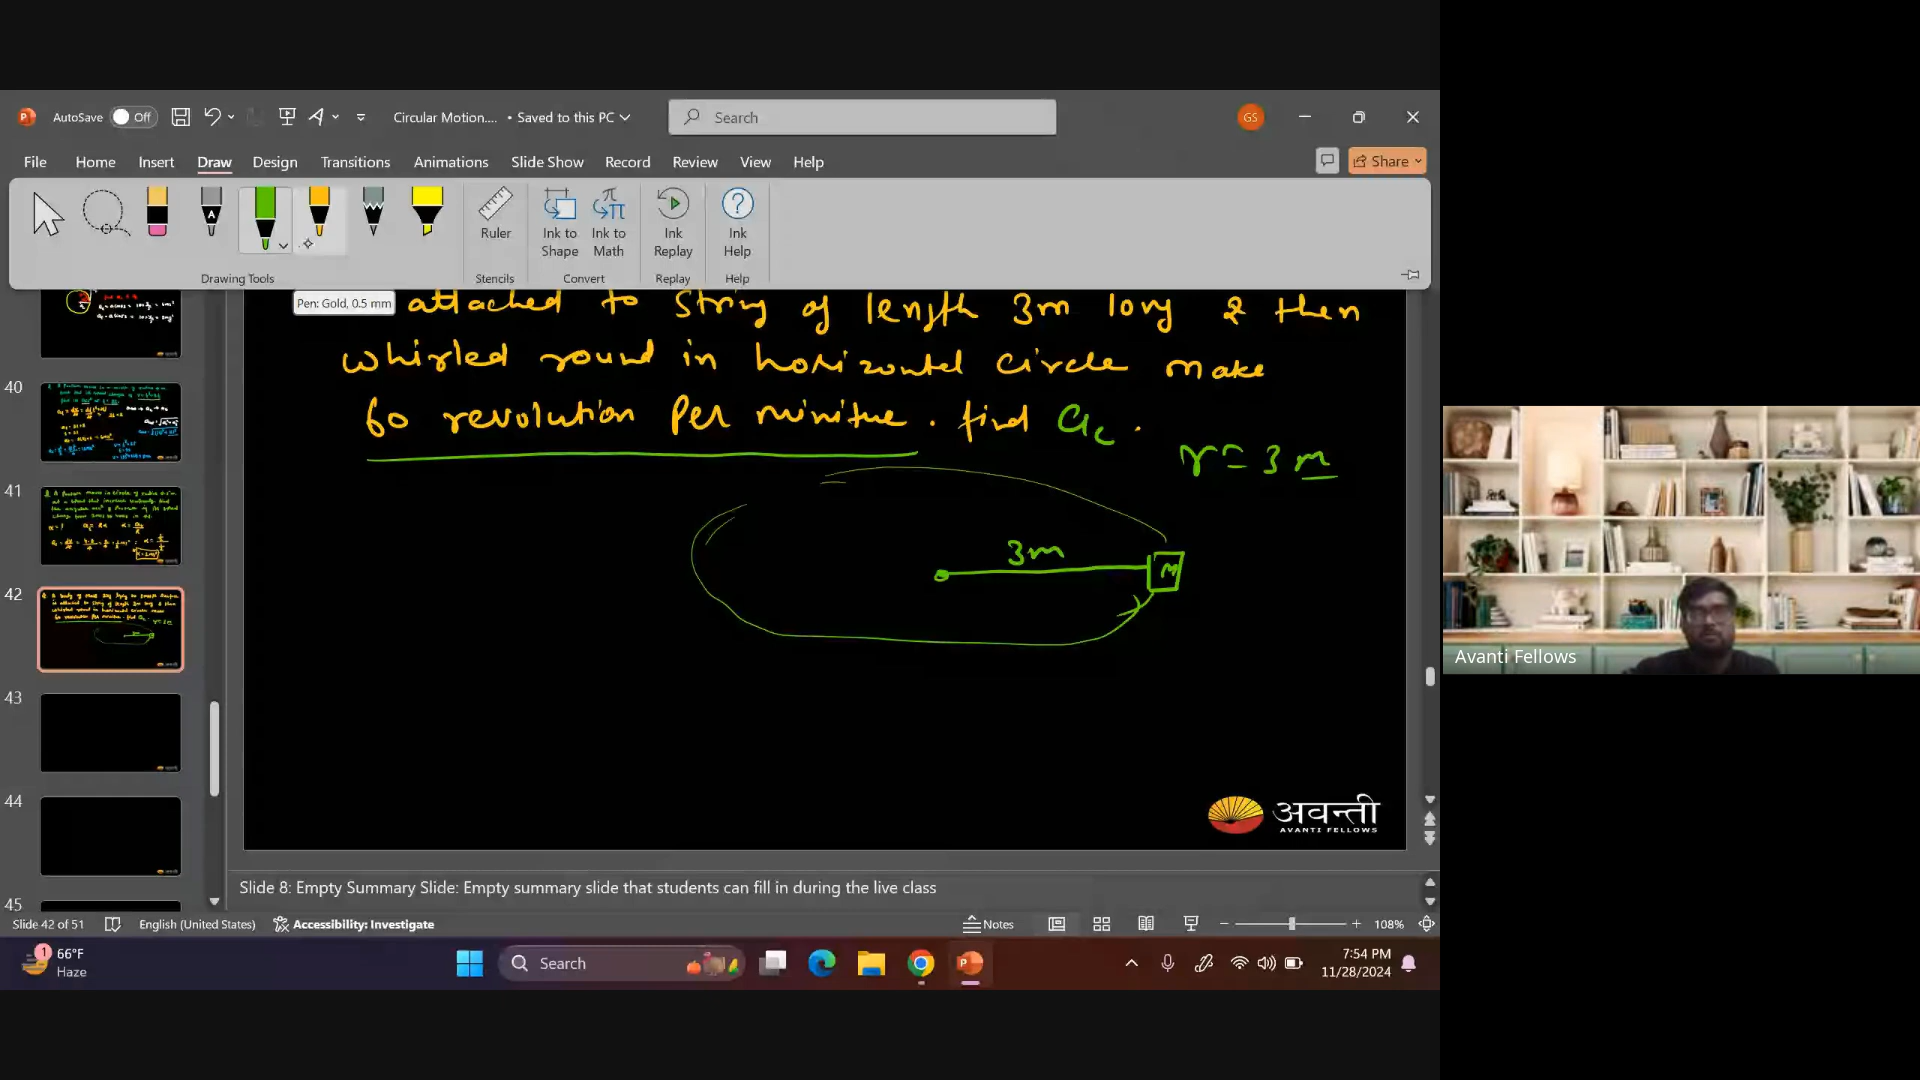 AutoSave Off Circular Motion.... • Saved to this PC Search GS
File Home Insert Draw Design Transitions Animations Slide Show Record Review View Help Share
Ruler Ink to Shape Ink to Math Ink Replay Ink Help
Drawing Tools Stencils Convert Replay Help
Pen: Gold, 0.5 mm
attached to string of length 3m long & then
whirled round in horizontal circle make
60 revolution per minitue. find ac.
r = 3 m
3m
m
40
41
42
43
44
45
अवन्ती
AVANTI FELLOWS
Slide 8: Empty Summary Slide: Empty summary slide that students can fill in during the live class
Slide 42 of 51 English (United States) Accessibility: Investigate Notes 108%
1 66°F
Haze
Search
7:54 PM
11/28/2024
Avanti Fellows